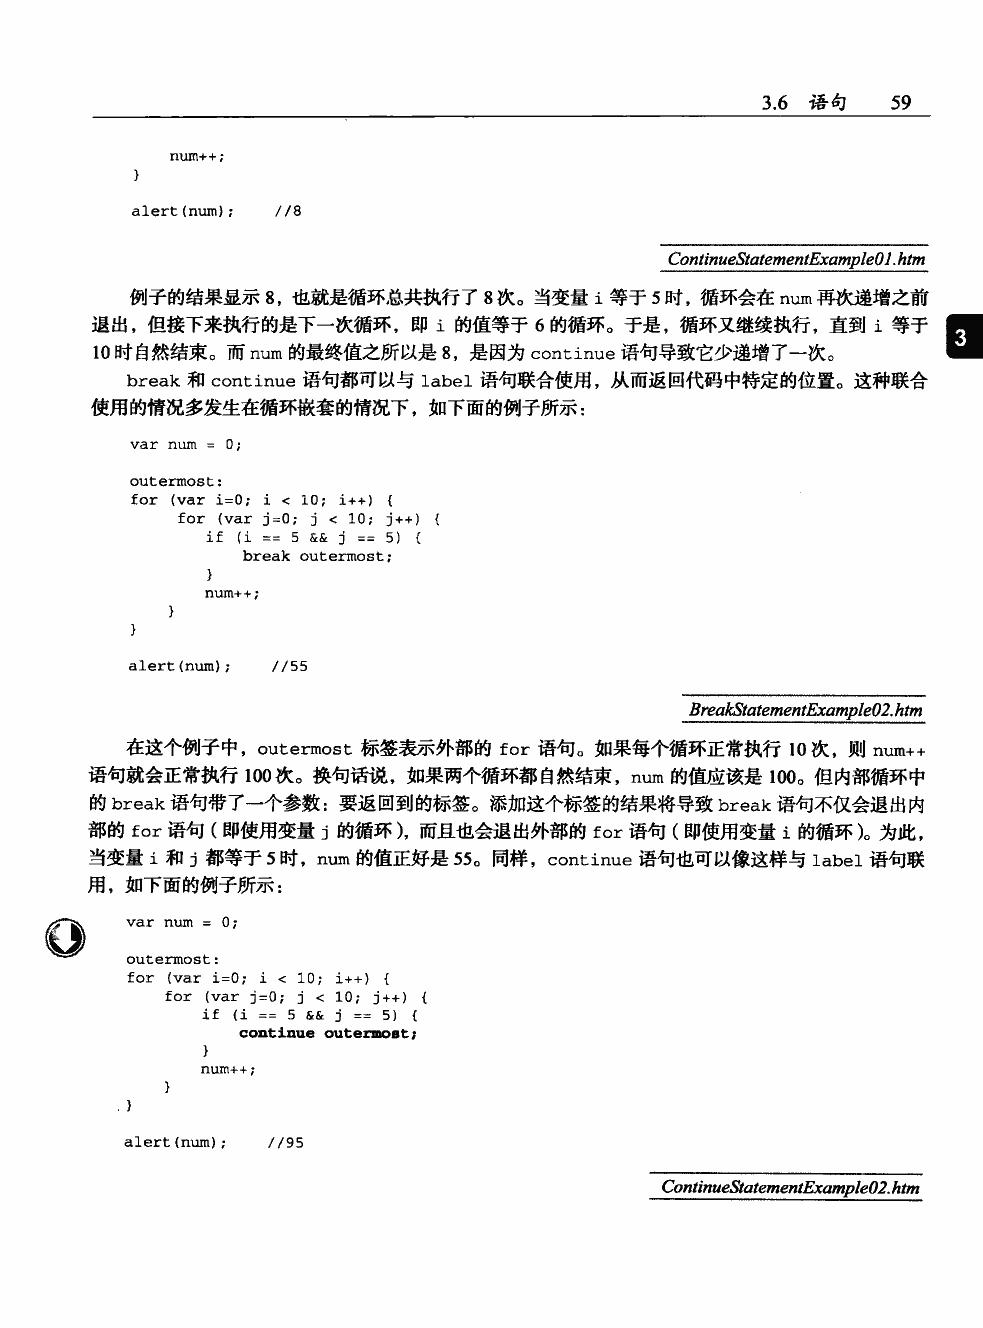 3.6 语句 59
num++;
}
alert(num); //8
ContinueStatementExample01.htm
例子的结果显示 8，也就是循环总共执行了 8 次。当变量 i 等于 5 时，循环会在 num 再次递增之前
退出，但接下来执行的是下一次循环，即 i 的值等于 6 的循环。于是，循环又继续执行，直到 i 等于
10 时自然结束。而 num 的最终值之所以是 8，是因为 continue 语句导致它少递增了一次。
3
break 和 continue 语句都可以与 label 语句联合使用，从而返回代码中特定的位置。这种联合
使用的情况多发生在循环嵌套的情况下，如下面的例子所示：
var num = 0;
outermost:
for (var i=0; i < 10; i++) {
for (var j=0; j < 10; j++) {
if (i == 5 && j == 5) {
break outermost;
}
num++;
}
}
alert(num); //55
BreakStatementExample02.htm
在这个例子中，outermost 标签表示外部的 for 语句。如果每个循环正常执行 10 次，则 num++
语句就会正常执行 100 次。换句话说，如果两个循环都自然结束，num 的值应该是 100。但内部循环中
的 break 语句带了一个参数：要返回到的标签。添加这个标签的结果将导致 break 语句不仅会退出内
部的 for 语句（即使用变量 j 的循环），而且也会退出外部的 for 语句（即使用变量 i 的循环）。为此，
当变量 i 和 j 都等于 5 时，num 的值正好是 55。同样，continue 语句也可以像这样与 label 语句联
用，如下面的例子所示：
var num = 0;
outermost:
for (var i=0; i < 10; i++) {
for (var j=0; j < 10; j++) {
if (i == 5 && j == 5) {
continue outermost;
}
num++;
}
}
alert(num); //95
ContinueStatementExample02.htm